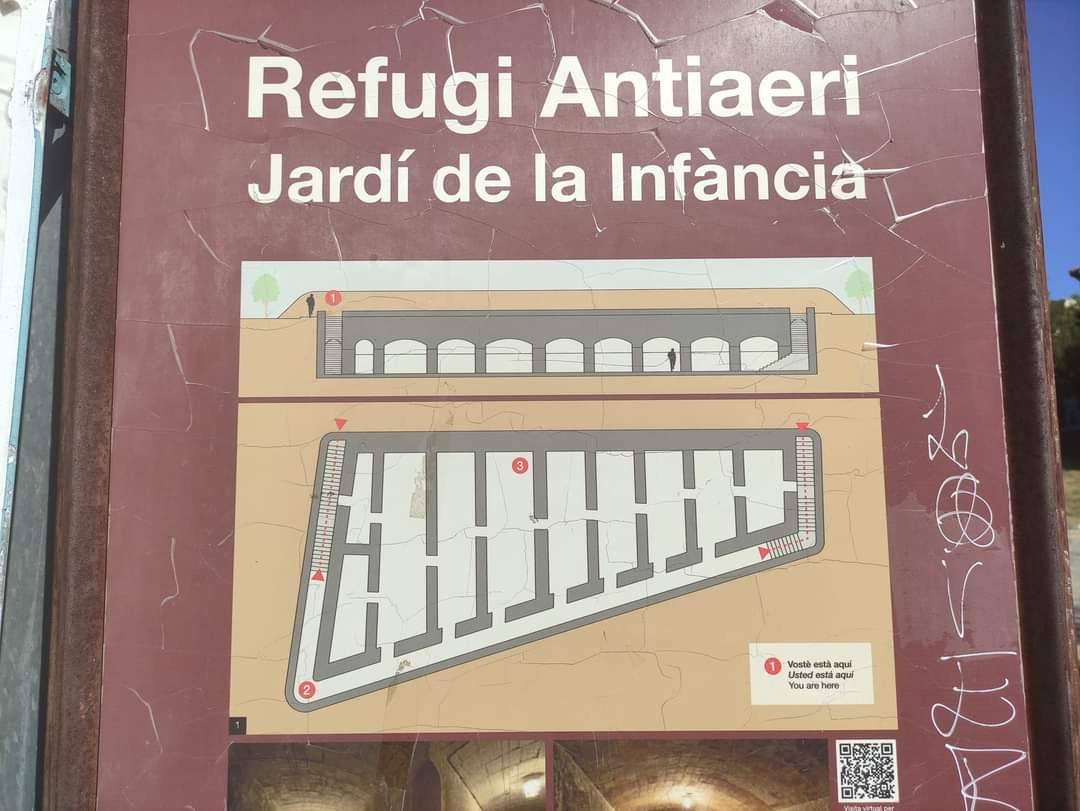 Refugi Antiaeri
Jardí de la Infància
1
3
2
1 Vostè està aquí
Usted está aquí
You are here
1
Visita virtual per